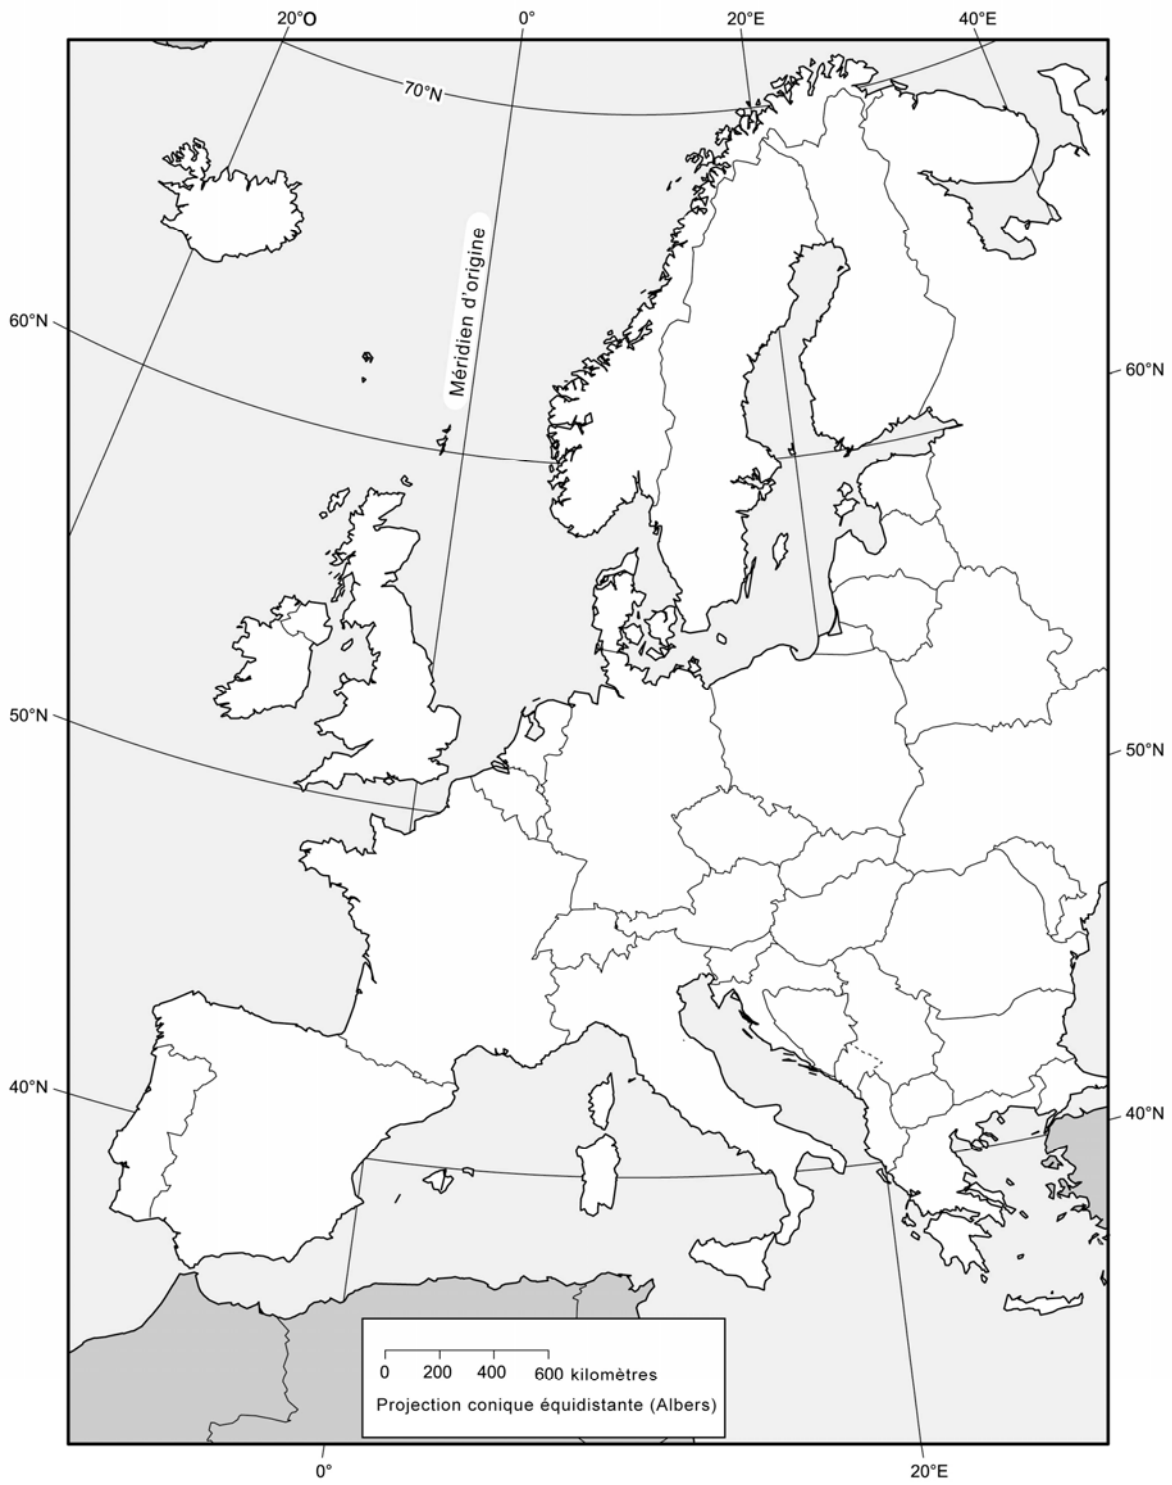 20°O
0°
20°E
40°E
70°N
Méridien d'origine
60°N
60°N
50°N
50°N
40°N
40°N
0 200 400 600 kilomètres
Projection conique équidistante (Albers)
0°
20°E